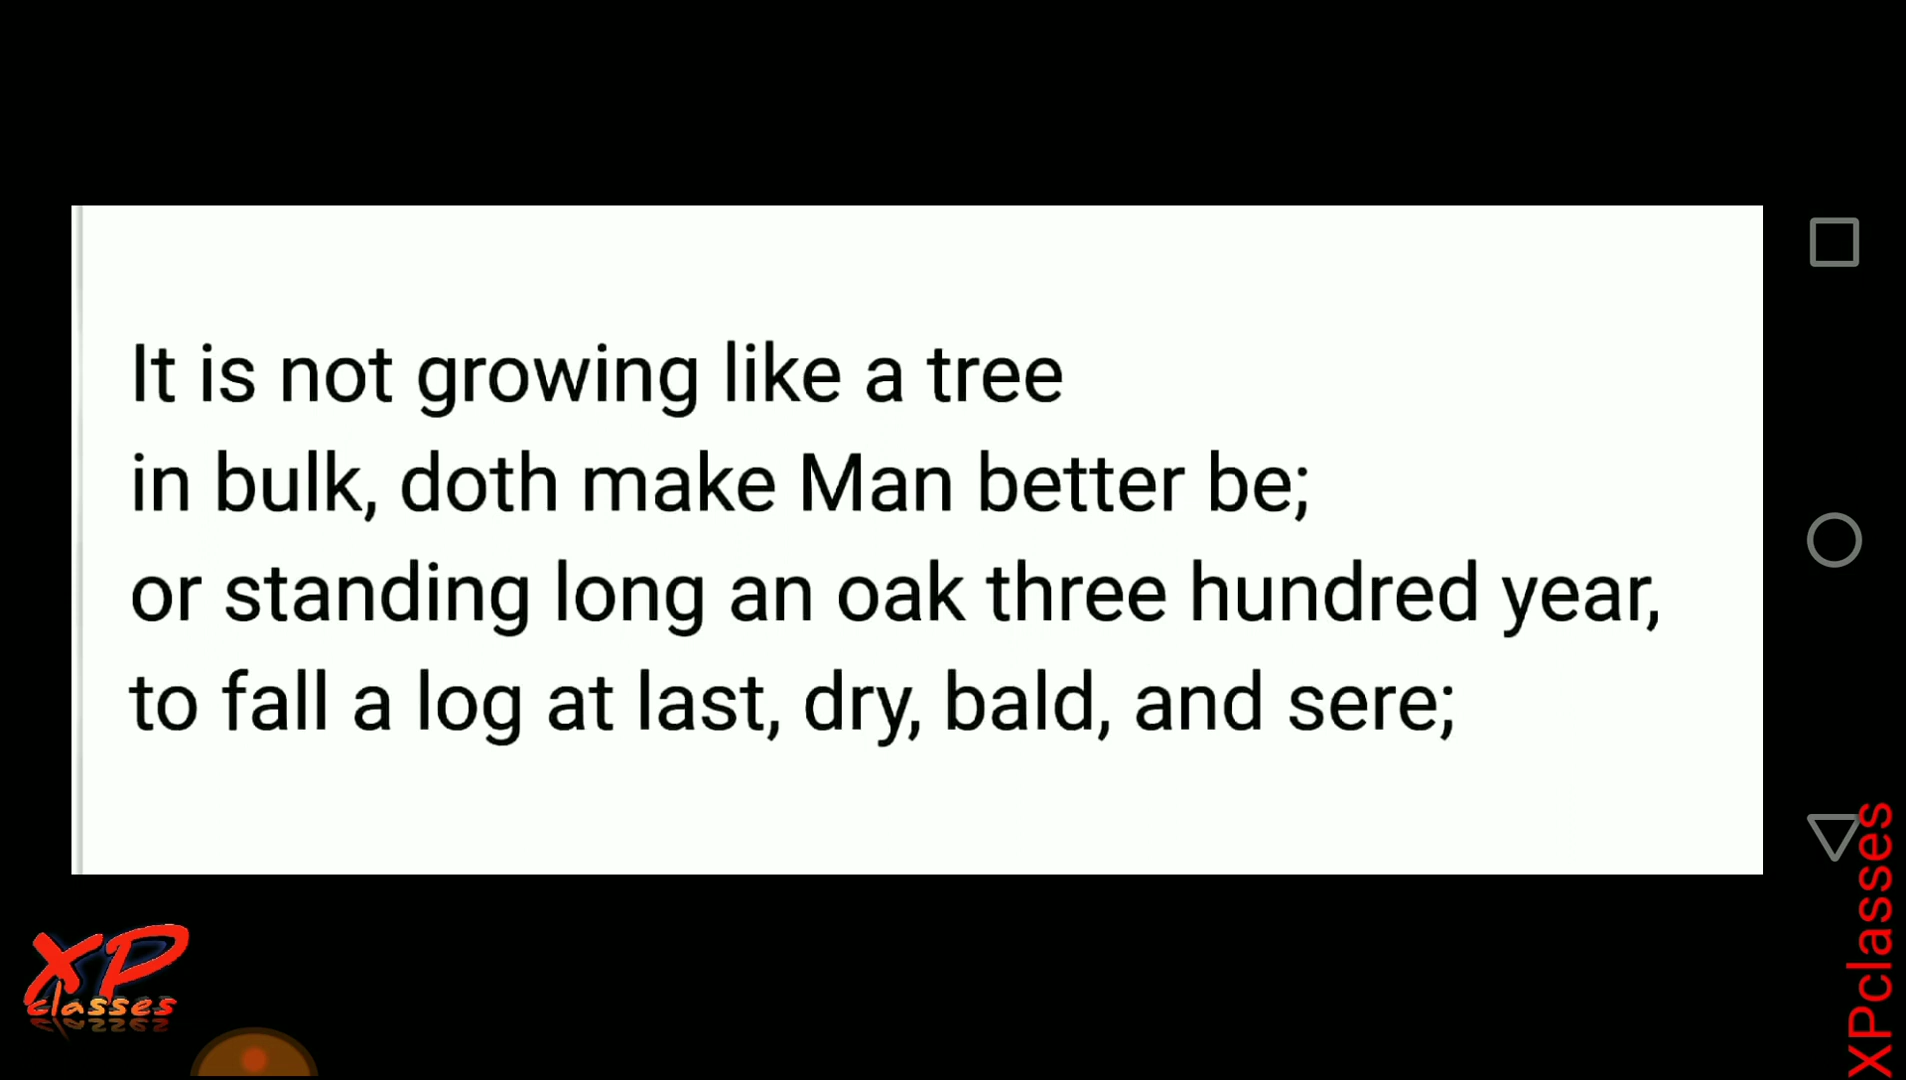 It is not growing like a tree
in bulk, doth make Man better be;
or standing long an oak three hundred year,
to fall a log at last, dry, bald, and sere;
XP
classes
XPclasses